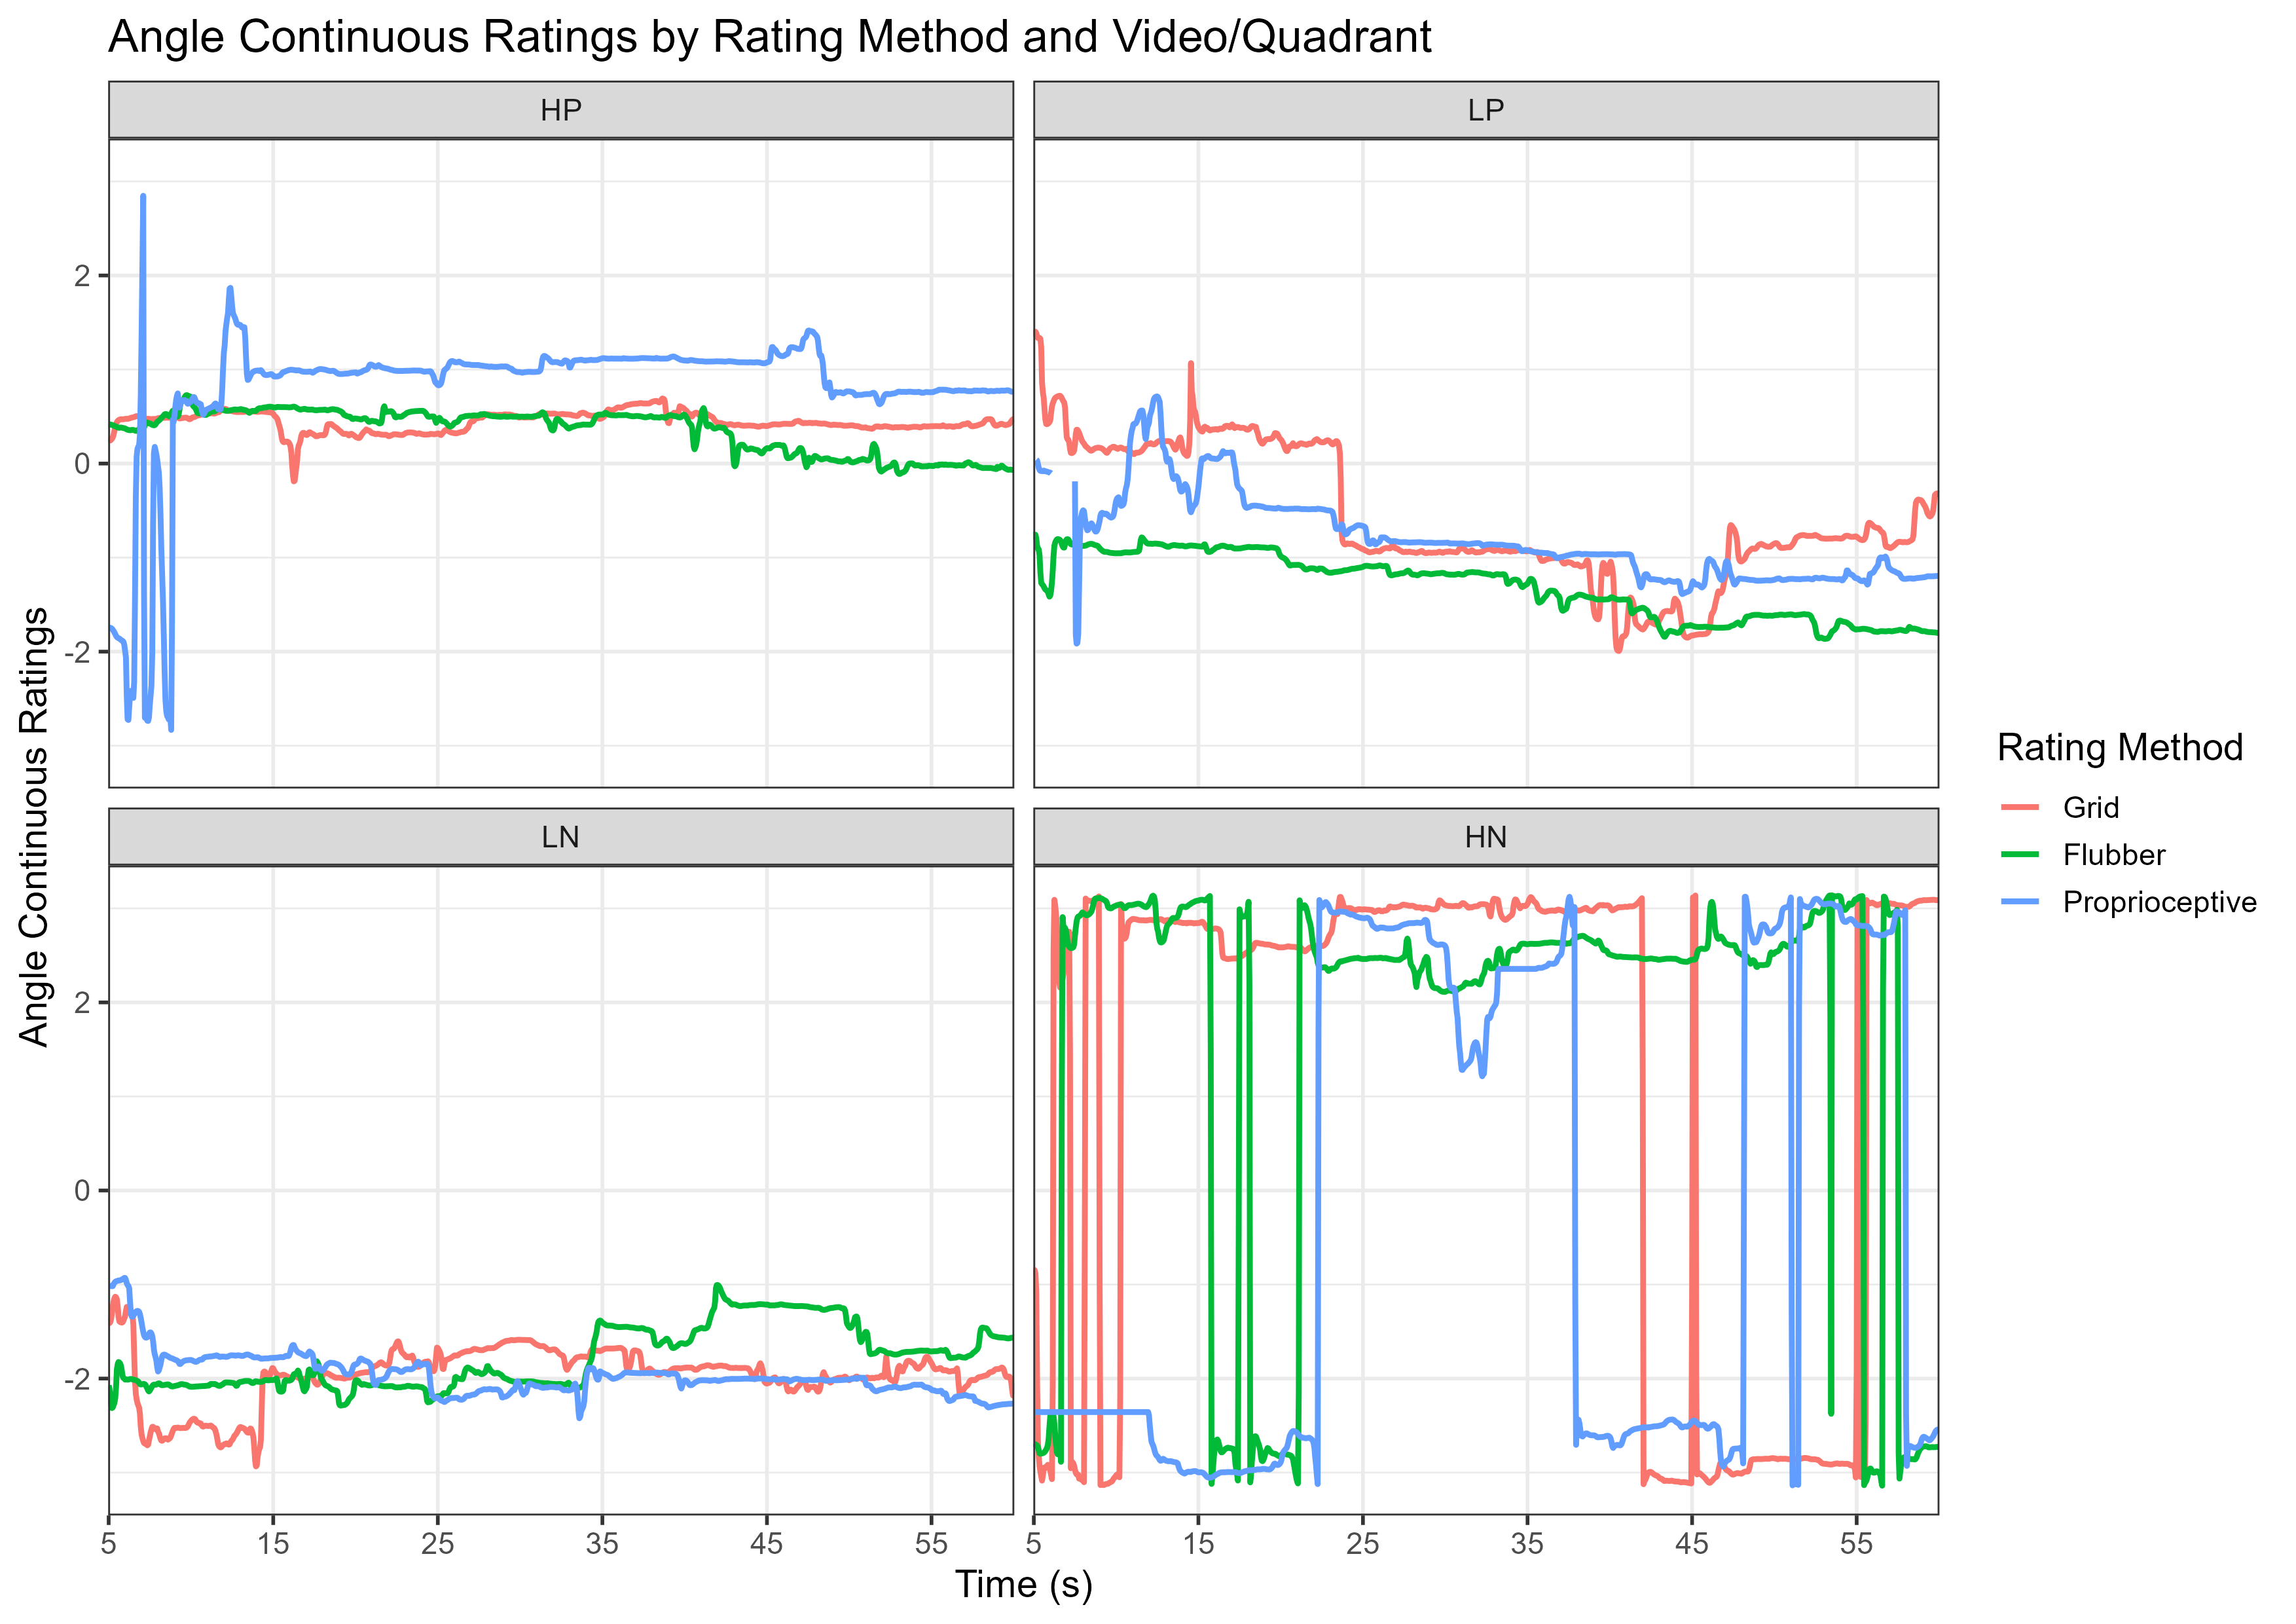 Angle Continuous Ratings by Rating Method and Video/Quadrant
HP
LP
2
0
-2
LN
HN
2
0
-2
5 15 25 35 45 55
5 15 25 35 45 55
Time (s)
Angle Continuous Ratings
Rating Method
Grid
Flubber
Proprioceptive